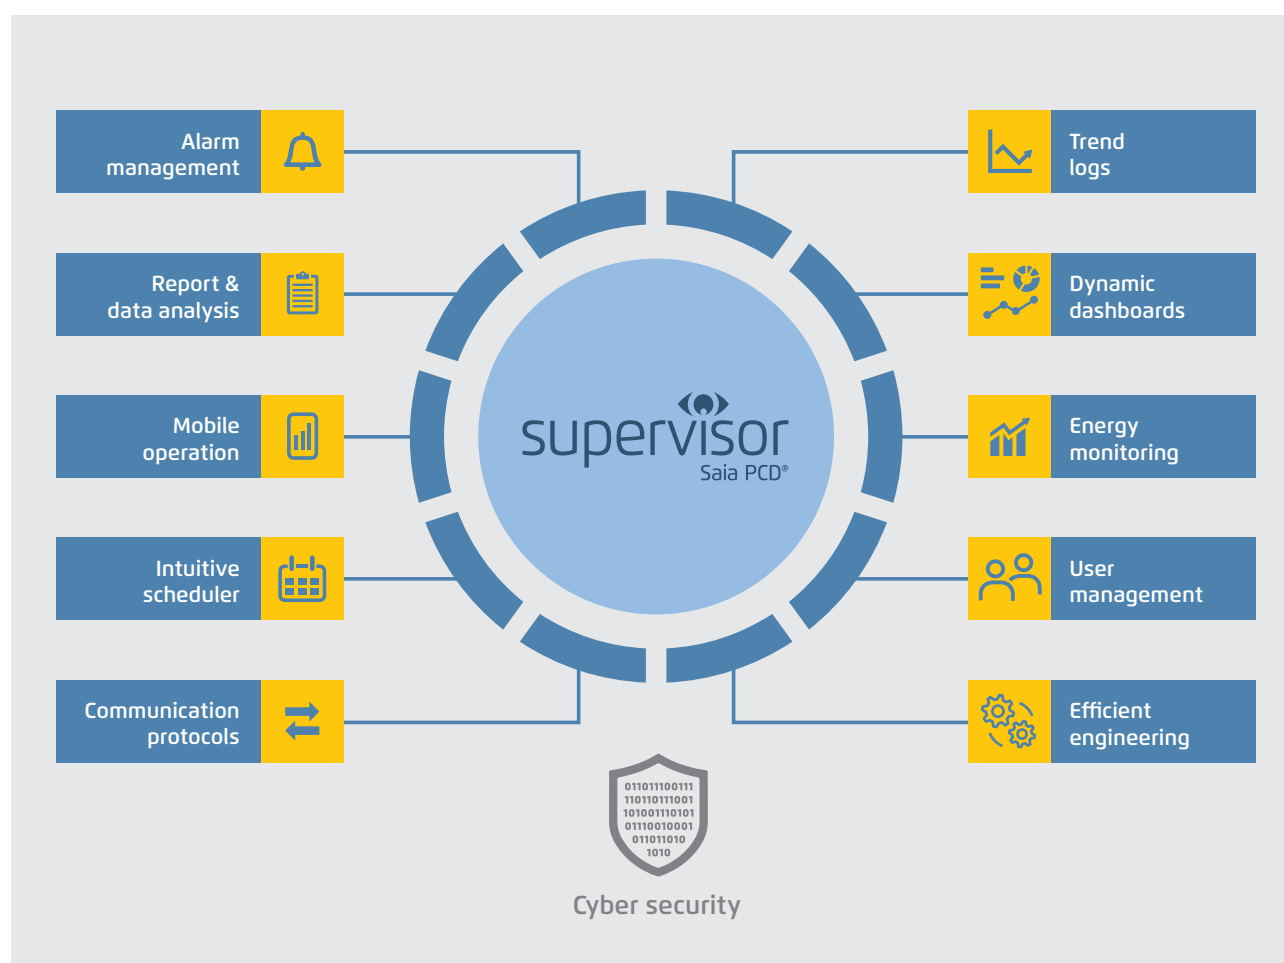 Alarm
management
Report &
data analysis
Mobile
operation
Intuitive
scheduler
Communication
protocols
supervisor
Saia PCD®
Trend
logs
Dynamic
dashboards
Energy
monitoring
User
management
Efficient
engineering
011011100111
110110111001
101001110101
01110010001
011011010
1010
Cyber security